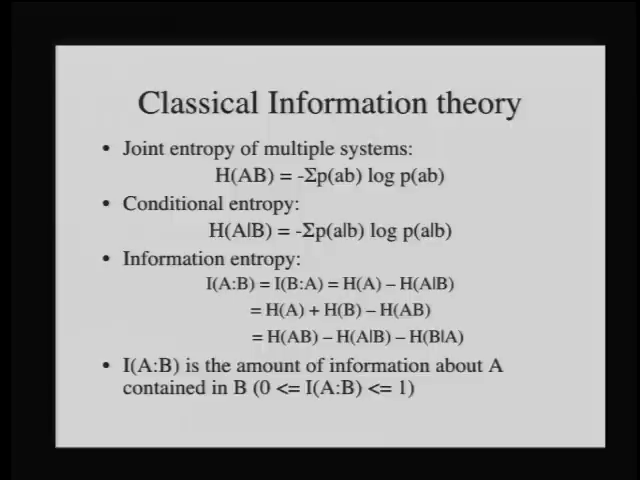 Classical Information theory
• Joint entropy of multiple systems:
H(AB) = -Σp(ab) log p(ab)
• Conditional entropy:
H(A|B) = -Σp(a|b) log p(a|b)
• Information entropy:
I(A:B) = I(B:A) = H(A) – H(A|B)
= H(A) + H(B) – H(AB)
= H(AB) – H(A|B) – H(B|A)
• I(A:B) is the amount of information about A
contained in B (0 <= I(A:B) <= 1)